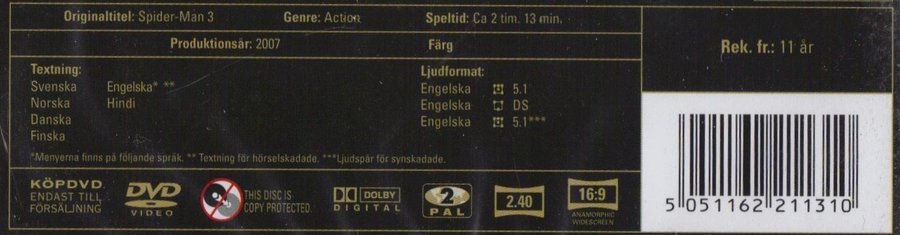 Originaltitel: Spider-Man 3 Genre: Action Speltid: Ca 2 tim. 13 min.
Produktionsår: 2007 Färg
Rek. fr.: 11 år
Textning:
Svenska Engelska* **
Norska Hindi
Danska
Finska
Ljudformat:
Engelska 5.1
Engelska DS
Engelska 5.1***
*Menyerna finns på följande språk. ** Textning för hörselskadade. ***Ljudspår för synskadade.
KÖPDVD
ENDAST TILL
FÖRSÄLJNING
DVD
VIDEO
THIS DISC IS
COPY PROTECTED.
DOLBY
DIGITAL
2
PAL
2.40
16:9
ANAMORPHIC
WIDESCREEN
5 051162 211310